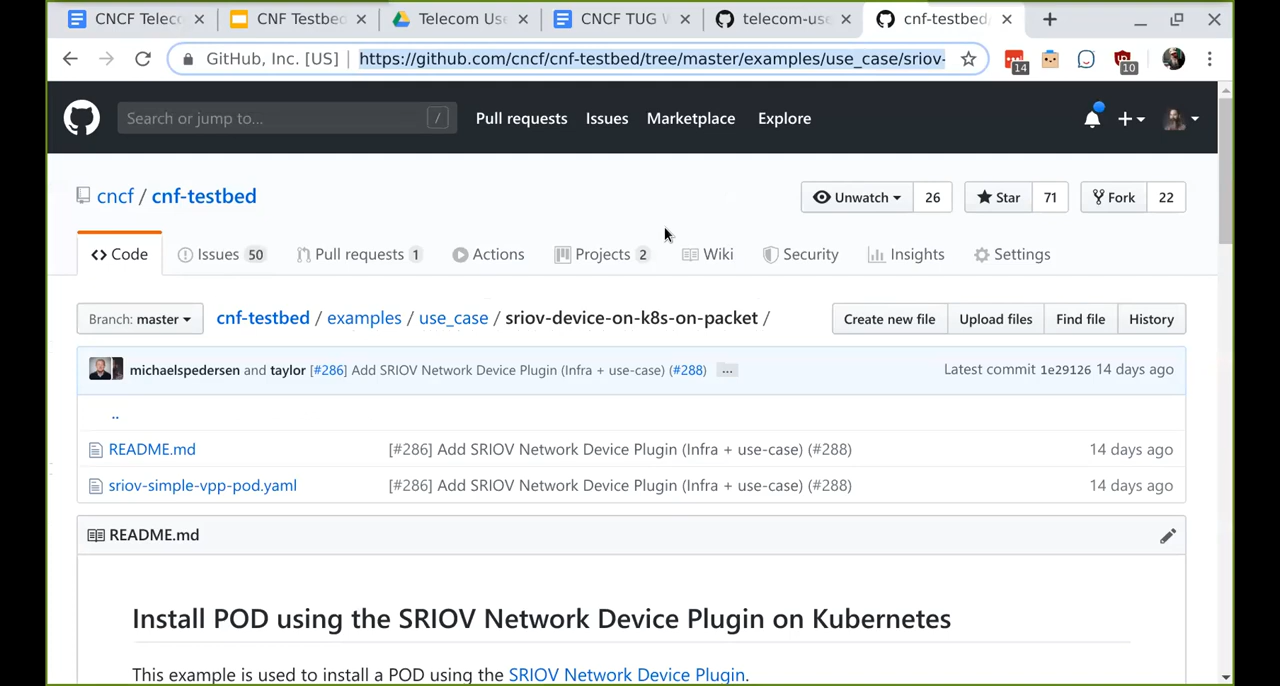 CNCF Telec
CNF Testbed
Telecom Us
CNCF TUG
telecom-us
cnf-testbed
GitHub, Inc. [US]
https://github.com/cncf/cnf-testbed/tree/master/examples/use_case/sriov-
14
10
Search or jump to...
/
Pull requests
Issues
Marketplace
Explore
cncf / cnf-testbed
Unwatch 26
Star 71
Fork 22
Code
Issues 50
Pull requests 1
Actions
Projects 2
Wiki
Security
Insights
Settings
Branch: master
cnf-testbed / examples / use_case / sriov-device-on-k8s-on-packet /
Create new file
Upload files
Find file
History
michaelspedersen and taylor [#286] Add SRIOV Network Device Plugin (Infra + use-case) (#288) ...
Latest commit 1e29126 14 days ago
..
README.md [#286] Add SRIOV Network Device Plugin (Infra + use-case) (#288) 14 days ago
sriov-simple-vpp-pod.yaml [#286] Add SRIOV Network Device Plugin (Infra + use-case) (#288) 14 days ago
README.md
Install POD using the SRIOV Network Device Plugin on Kubernetes
This example is used to install a POD using the SRIOV Network Device Plugin.